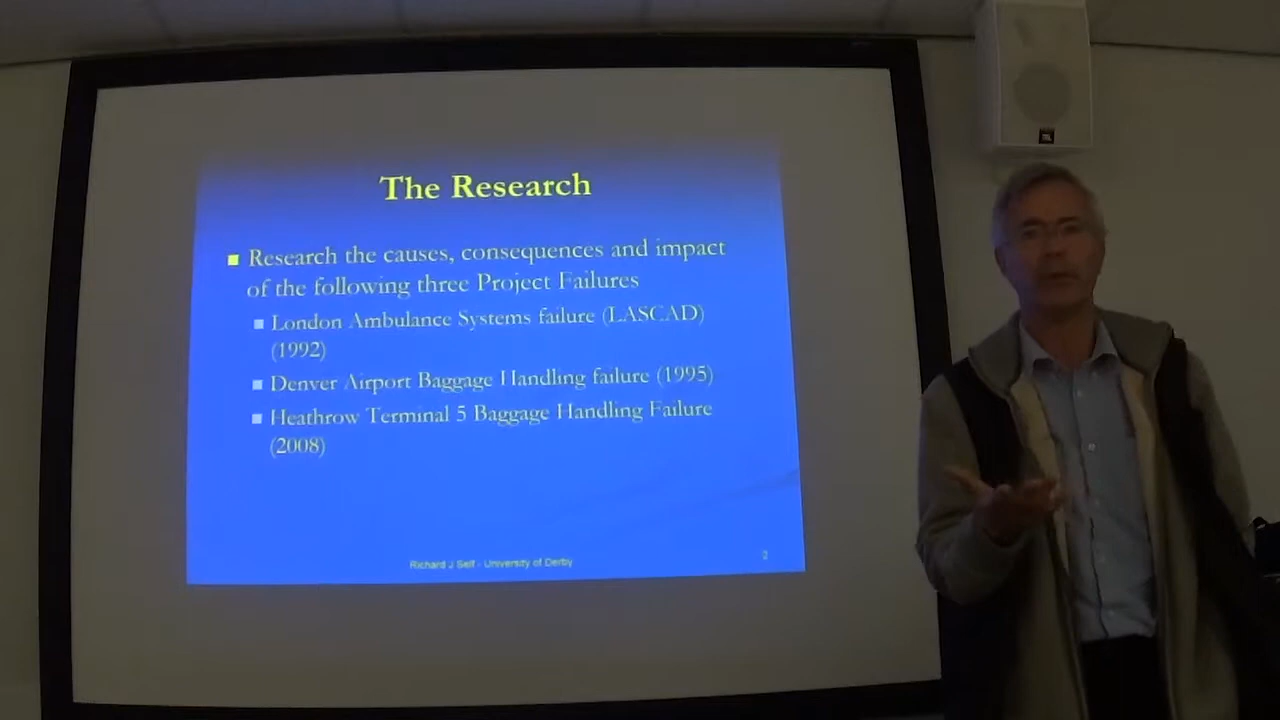 The Research
Research the causes, consequences and impact
of the following three Project Failures
London Ambulance Systems failure (LASCAD)
(1992)
Denver Airport Baggage Handling failure (1995)
Heathrow Terminal 5 Baggage Handling Failure
(2008)
Richard J Self - University of Derby
2
JBL